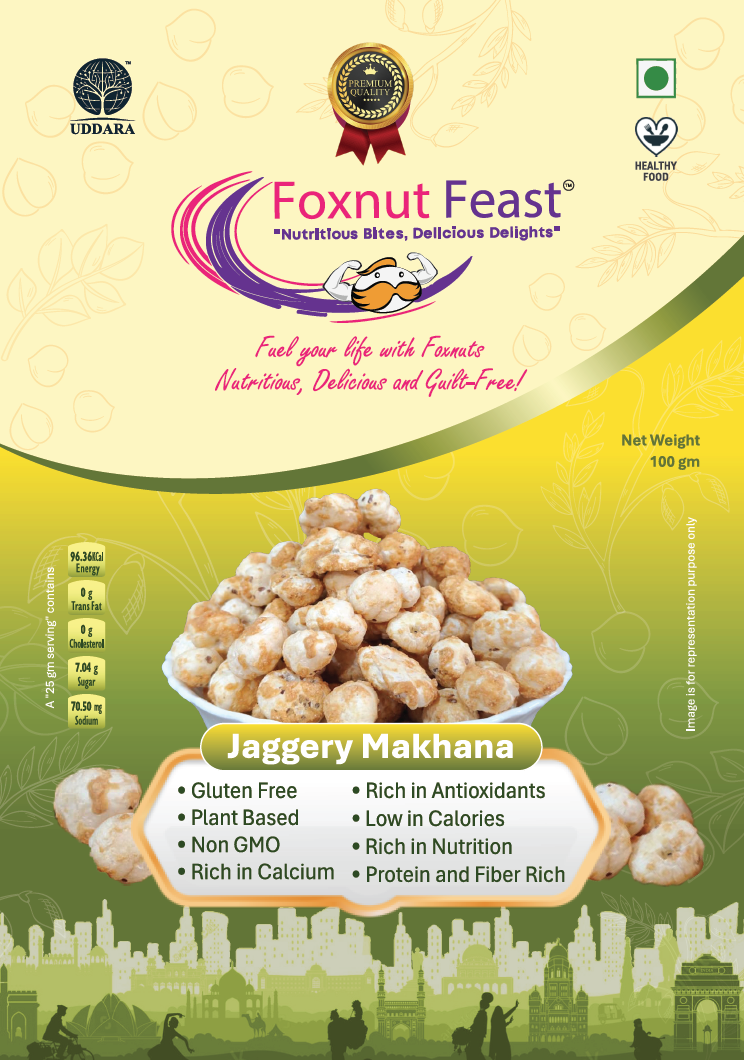 UDDARA
TM
PREMIUM
QUALITY
HEALTHY
FOOD
Foxnut Feast TM
"Nutritious Bites, Delicious Delights"
Fuel your life with Foxnuts
Nutritious, Delicious and Guilt-Free!
Net Weight
100 gm
A "25 gm serving" contains
96.36KCal
Energy
0 g
Trans Fat
0 g
Cholesterol
7.04 g
Sugar
70.50 mg
Sodium
Image is for representation purpose only
Jaggery Makhana
• Gluten Free
• Plant Based
• Non GMO
• Rich in Calcium
• Rich in Antioxidants
• Low in Calories
• Rich in Nutrition
• Protein and Fiber Rich